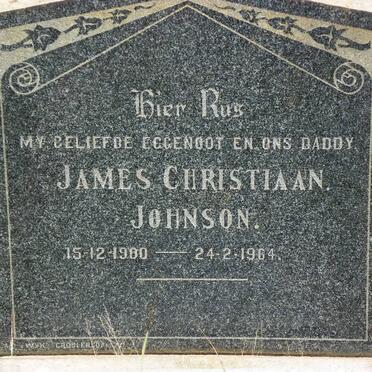 Hier Rus
MY GELIEFDE EGGENOOT EN ONS DADDY
JAMES CHRISTIAAN.
JOHNSON.
15-12-1900 — 24-2-1964.